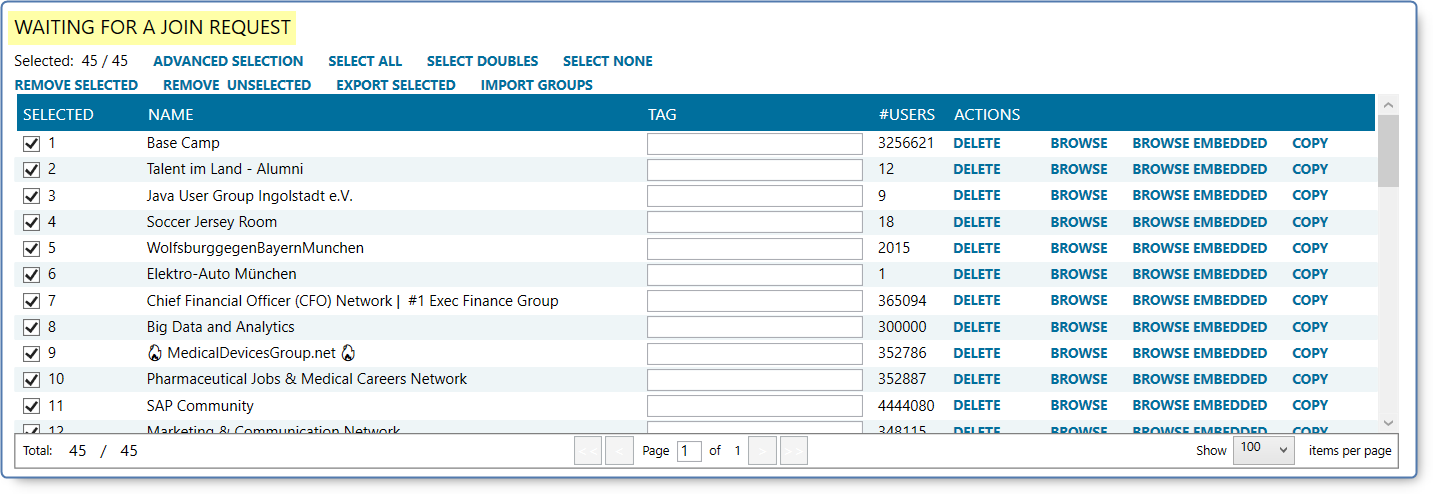 WAITING FOR A JOIN REQUEST
Selected: 45 / 45 ADVANCED SELECTION SELECT ALL SELECT DOUBLES SELECT NONE
REMOVE SELECTED REMOVE UNSELECTED EXPORT SELECTED IMPORT GROUPS
SELECTED NAME TAG #USERS ACTIONS
1 Base Camp 3256621 DELETE BROWSE BROWSE EMBEDDED COPY
2 Talent im Land - Alumni 12 DELETE BROWSE BROWSE EMBEDDED COPY
3 Java User Group Ingolstadt e.V. 9 DELETE BROWSE BROWSE EMBEDDED COPY
4 Soccer Jersey Room 18 DELETE BROWSE BROWSE EMBEDDED COPY
5 WolfsburggegenBayernMunchen 2015 DELETE BROWSE BROWSE EMBEDDED COPY
6 Elektro-Auto München 1 DELETE BROWSE BROWSE EMBEDDED COPY
7 Chief Financial Officer (CFO) Network | #1 Exec Finance Group 365094 DELETE BROWSE BROWSE EMBEDDED COPY
8 Big Data and Analytics 300000 DELETE BROWSE BROWSE EMBEDDED COPY
9 MedicalDevicesGroup.net 352786 DELETE BROWSE BROWSE EMBEDDED COPY
10 Pharmaceutical Jobs & Medical Careers Network 352887 DELETE BROWSE BROWSE EMBEDDED COPY
11 SAP Community 4444080 DELETE BROWSE BROWSE EMBEDDED COPY
12 Marketing & Communication Network 348115 DELETE BROWSE BROWSE EMBEDDED COPY
Total: 45 / 45 << < Page 1 of 1 > >> Show 100 items per page